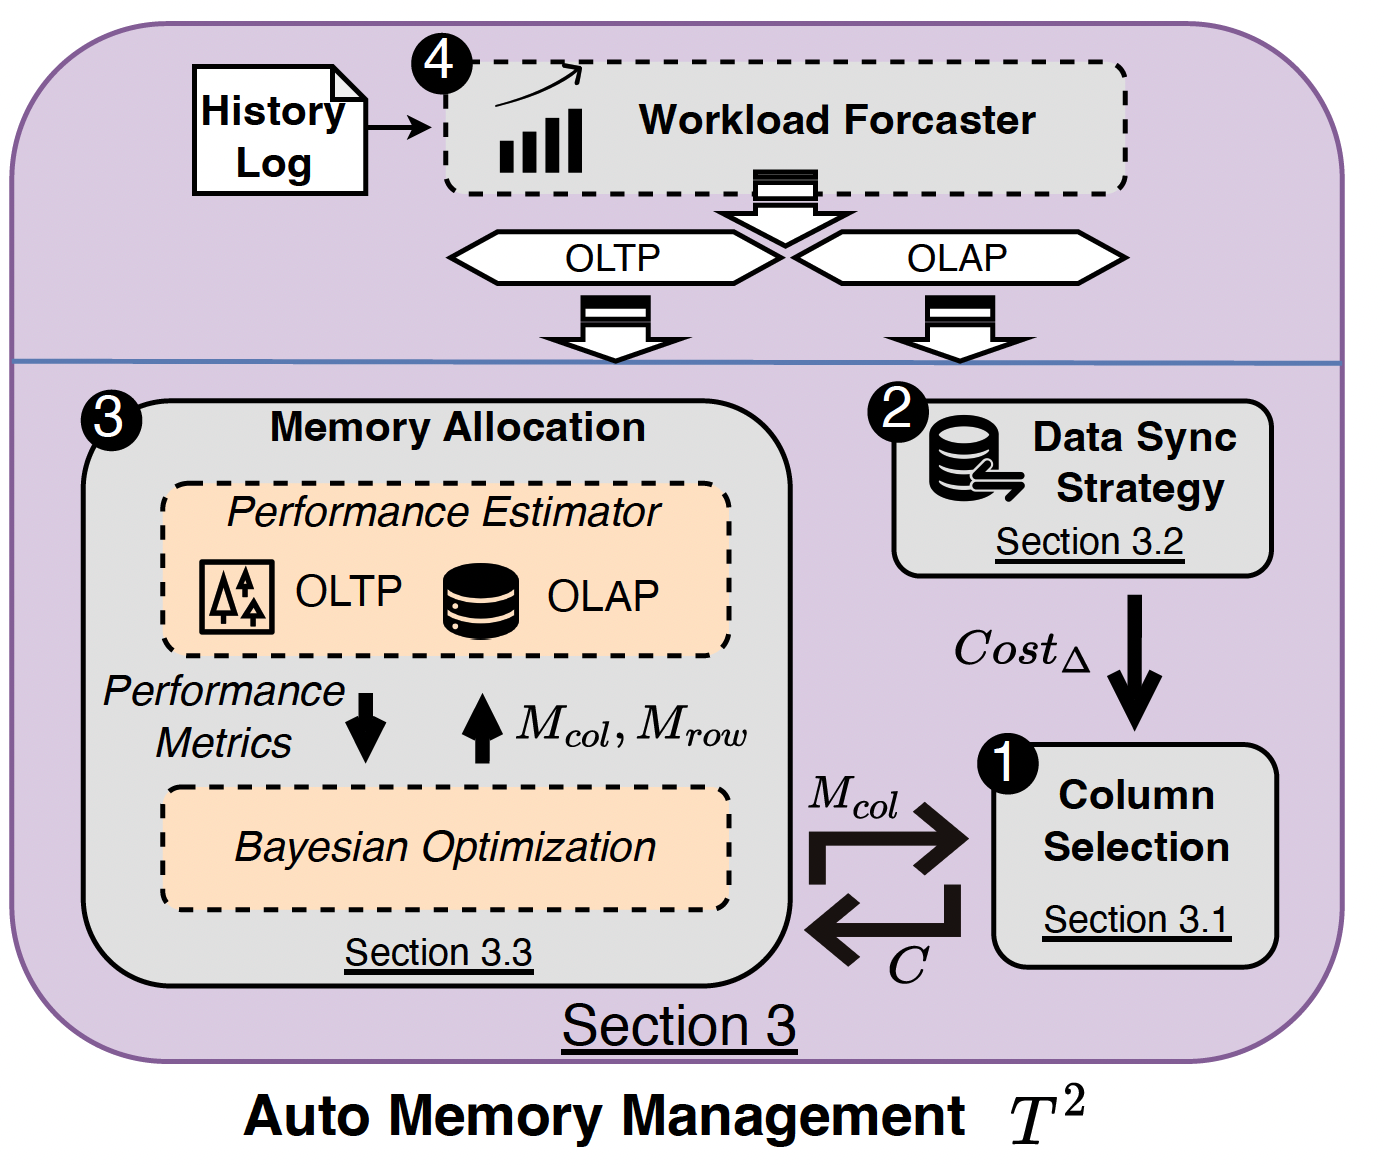 4
History
Log
Workload Forcaster
OLTP
OLAP
3
Memory Allocation
Performance Estimator
OLTP
OLAP
Performance
Metrics
M_col, M_row
Bayesian Optimization
Section 3.3
2
Data Sync
Strategy
Section 3.2
Cost_Δ
1
Column
Selection
Section 3.1
M_col
C
Section 3
Auto Memory Management T²